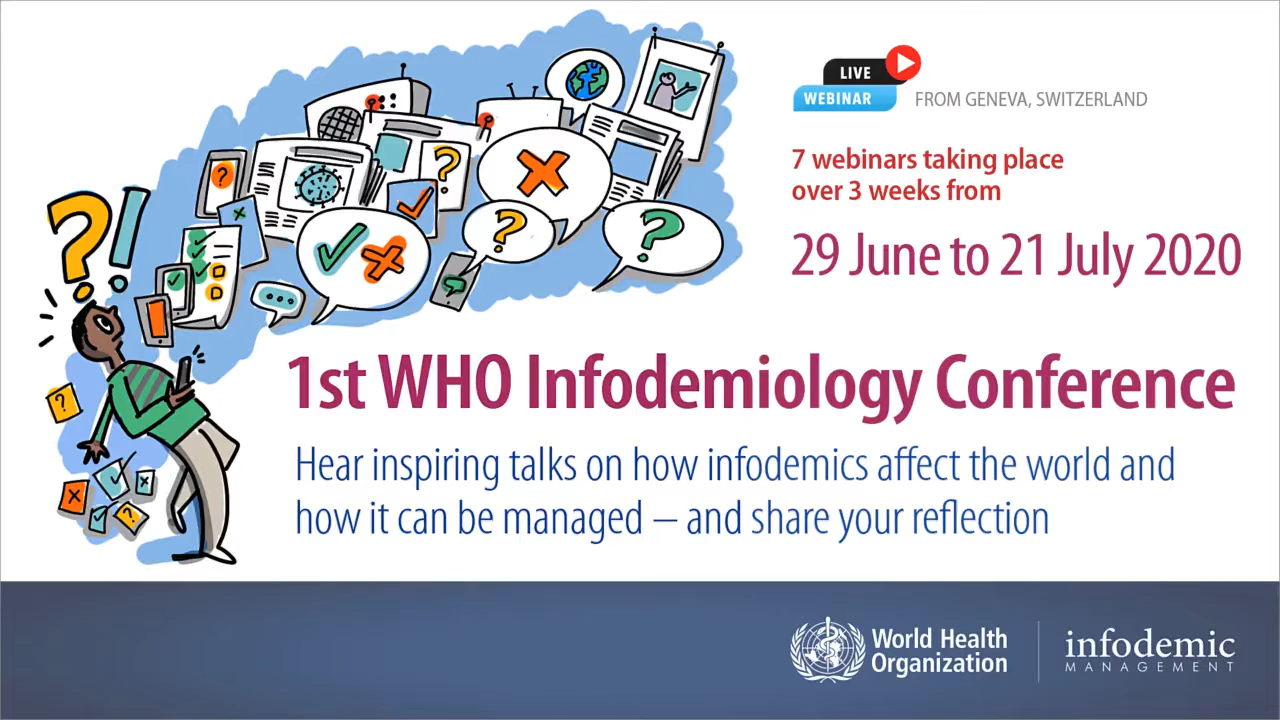 LIVE
WEBINAR
FROM GENEVA, SWITZERLAND
7 webinars taking place
over 3 weeks from
29 June to 21 July 2020
1st WHO Infodemiology Conference
Hear inspiring talks on how infodemics affect the world and
how it can be managed – and share your reflection
World Health
Organization
infodemic
MANAGEMENT